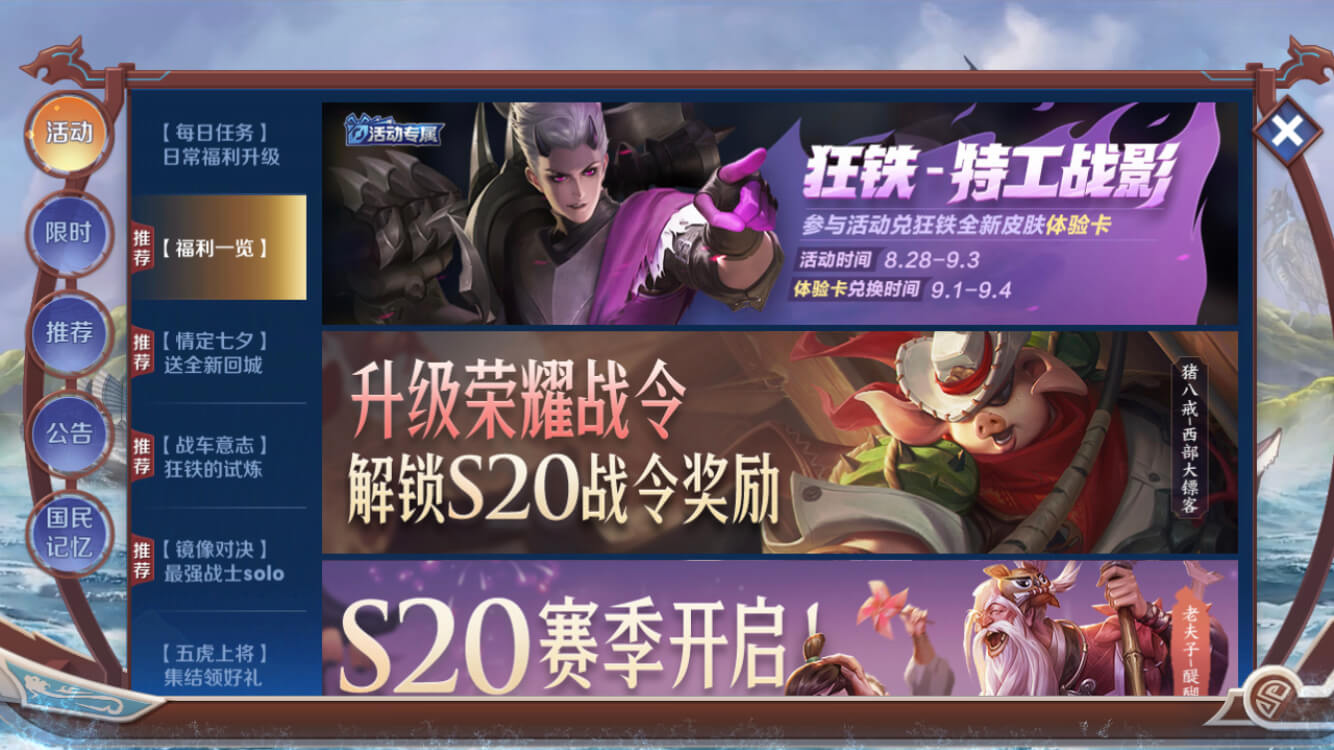 活动
限时
推荐
公告
国民
记忆
【 每日任务 】
日常福利升级
推荐
【 福利一览 】
推荐
【 情定七夕 】
送全新回城
推荐
【 战车意志 】
狂铁的试炼
推荐
【 镜像对决 】
最强战士solo
【 五虎上将 】
集结领好礼
活动专属
狂铁-特工战影
参与活动兑狂铁全新皮肤体验卡
活动时间 8.28-9.3
体验卡兑换时间 9.1-9.4
升级荣耀战令
解锁S20战令奖励
猪八戒-西部大镖客
S20赛季开启!
老夫子-醍醐